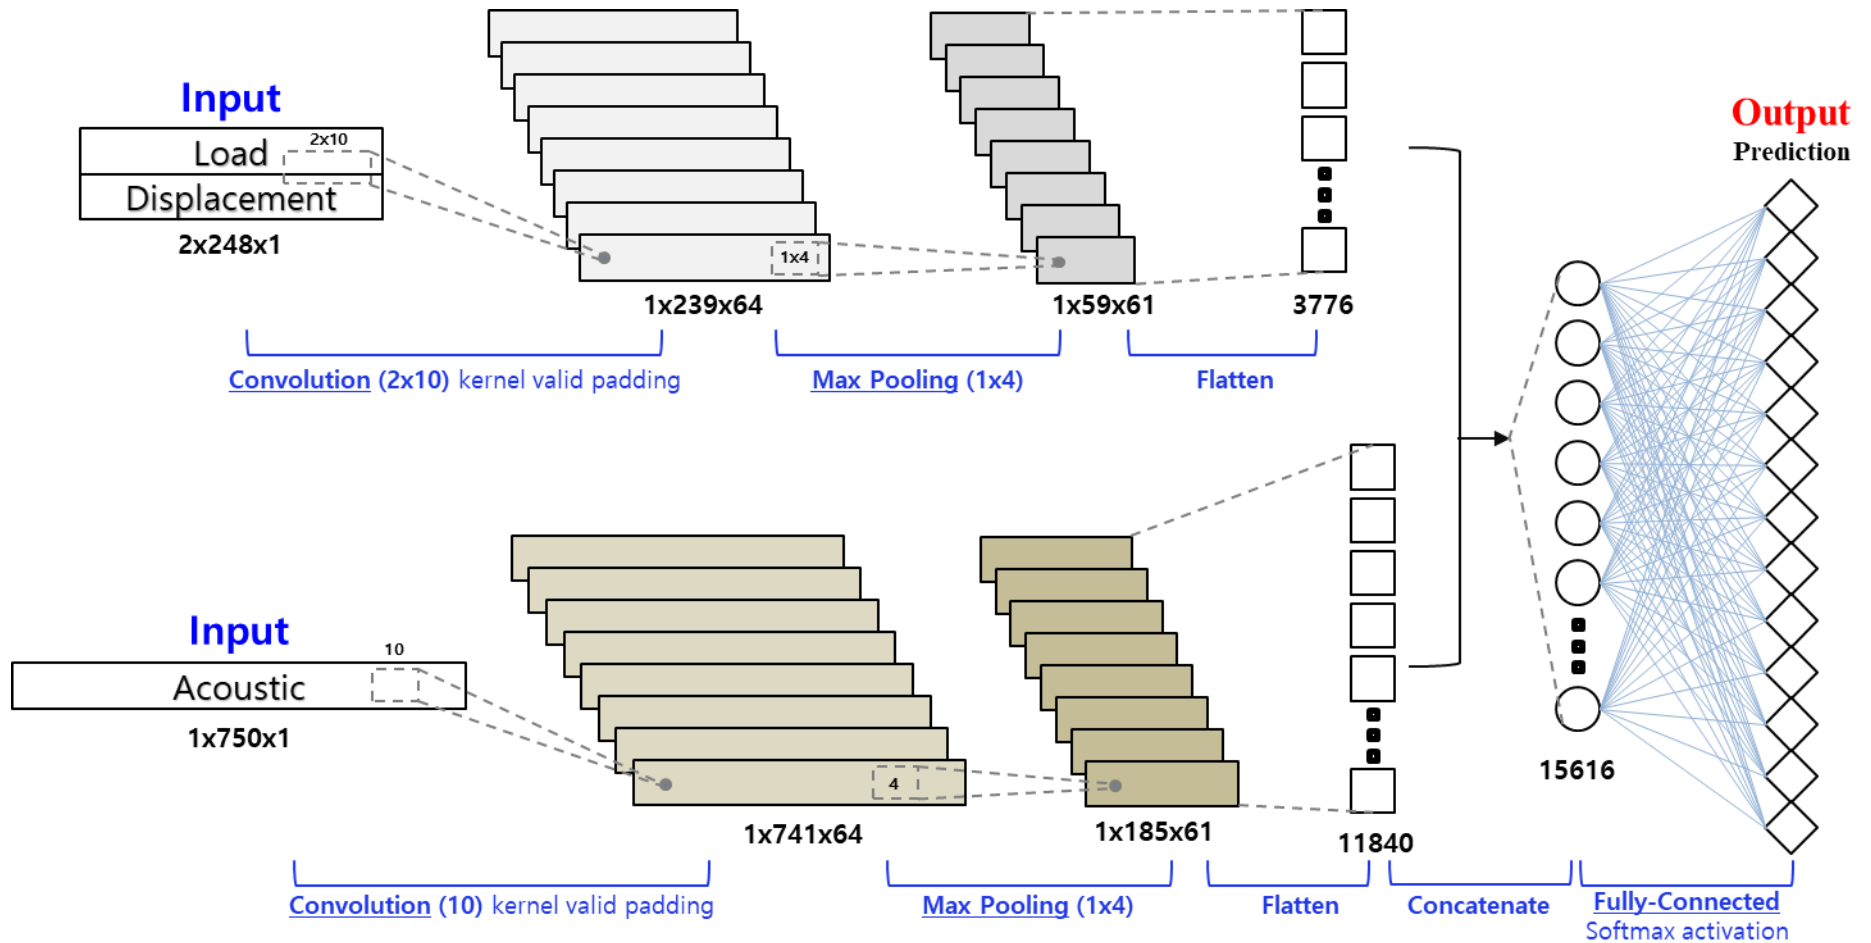 Input
Load
2x10
Displacement
2x248x1
1x4
1x239x64
1x59x61
3776
Convolution (2x10) kernel valid padding
Max Pooling (1x4)
Flatten
Input
10
Acoustic
1x750x1
4
1x741x64
1x185x61
11840
Convolution (10) kernel valid padding
Max Pooling (1x4)
Flatten
Concatenate
15616
Fully-Connected
Softmax activation
Output
Prediction